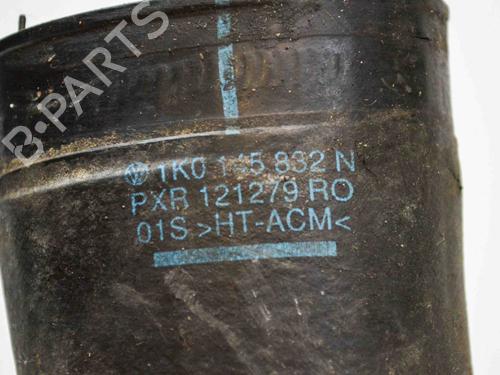 B-PARTS
1K0 145 832 N
PXR 121279 RO
01S >HT-ACM<